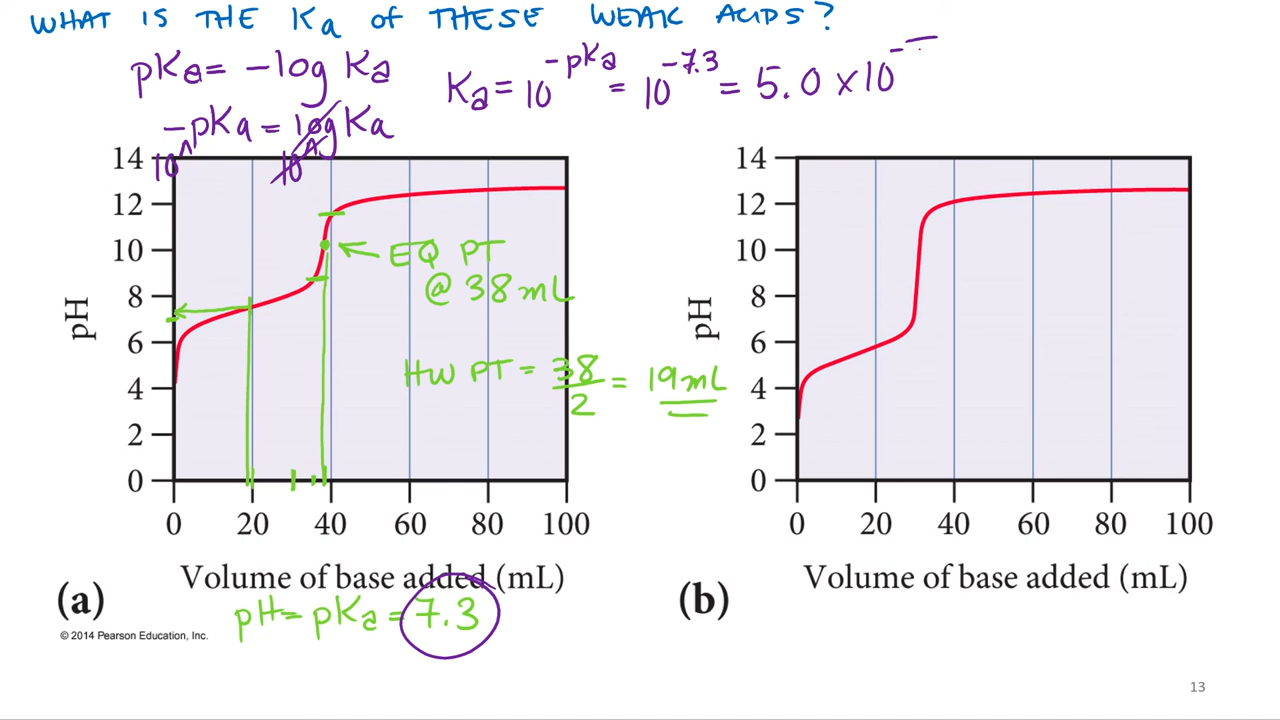 WHAT IS THE Ka of THESE WEAK ACIDS?
pKa = -log Ka
Ka = 10^-pKa = 10^-7.3 = 5.0 x 10^-
-pKa = log Ka
10^ 10^
14
12
10
8
6
4
2
0
pH
0 20 40 60 80 100
Volume of base added (mL)
(a)
EQ PT
@ 38 mL
HW PT = 38/2 = 19 mL
pH = pKa = 7.3
© 2014 Pearson Education, Inc.
14
12
10
8
6
4
2
0
pH
0 20 40 60 80 100
Volume of base added (mL)
(b)
13